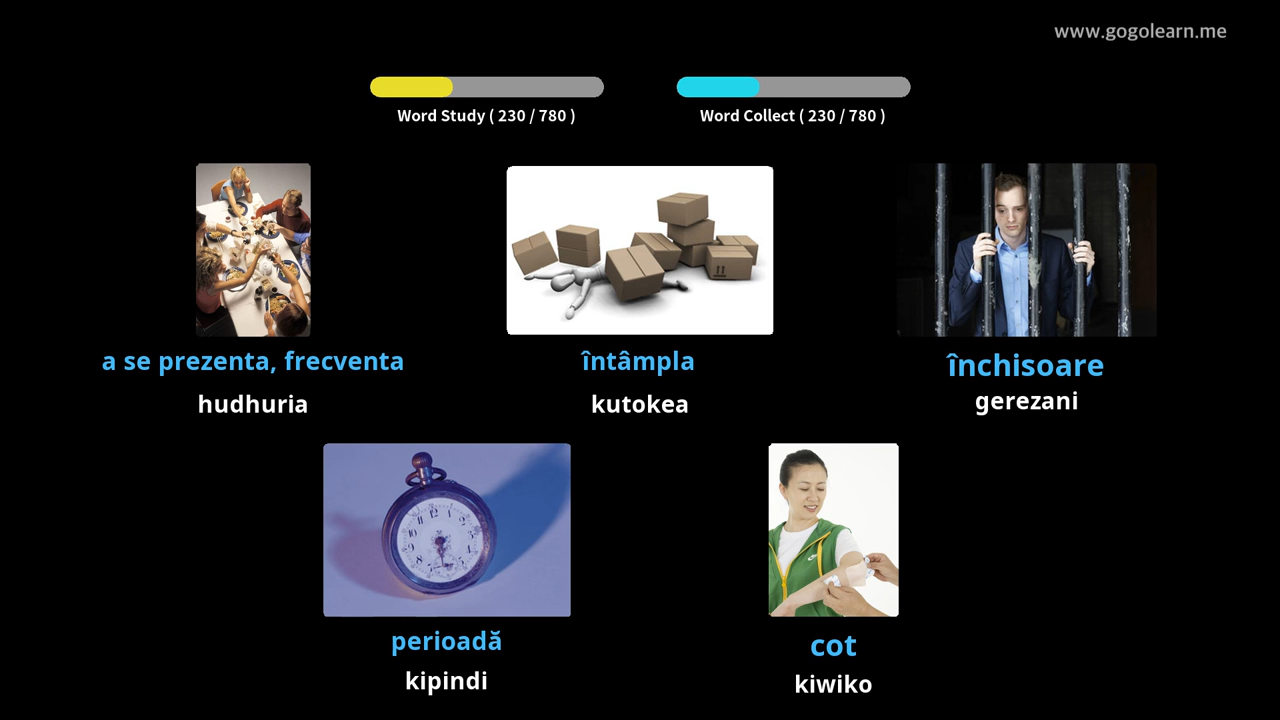 www.gogolearn.me
Word Study ( 230 / 780 )
Word Collect ( 230 / 780 )
a se prezenta, frecventa
hudhuria
întâmpla
kutokea
închisoare
gerezani
perioadă
kipindi
cot
kiwiko